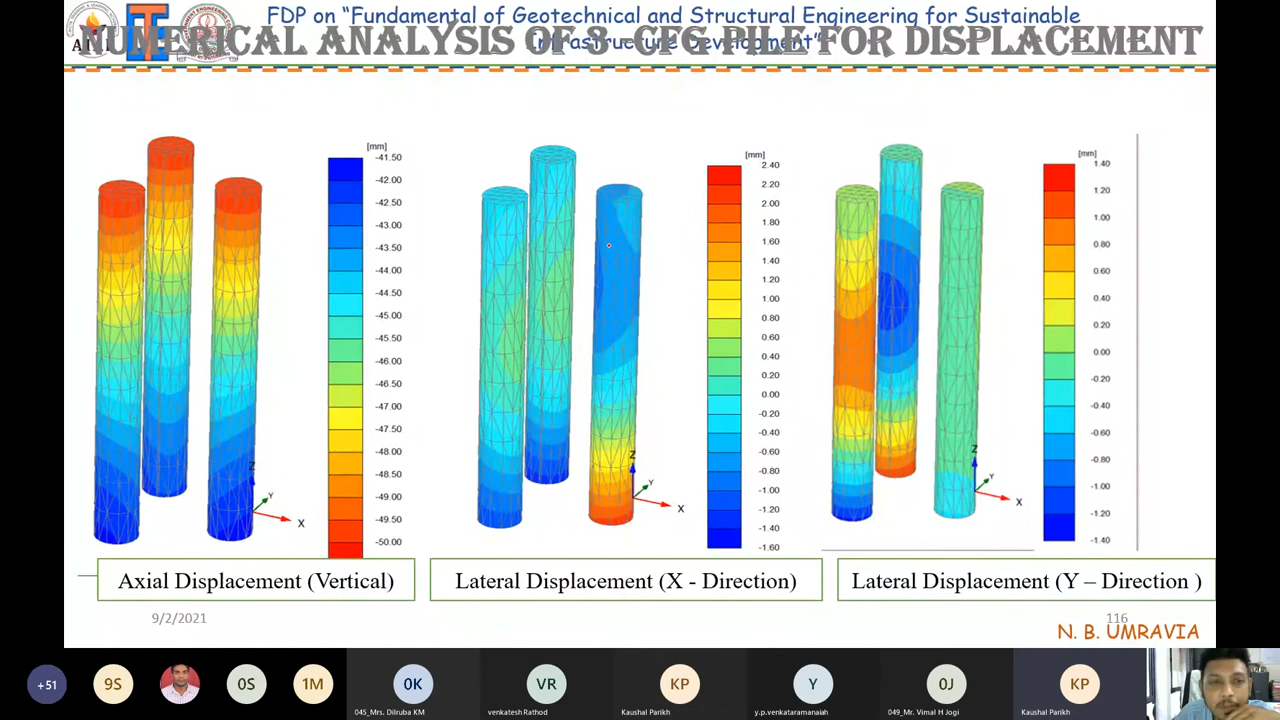 FDP on “Fundamental of Geotechnical and Structural Engineering for Sustainable
NUMERICAL ANALYSIS OF 3- CFG PILE FOR DISPLACEMENT
[mm]
-41.50
-42.00
-42.50
-43.00
-43.50
-44.00
-44.50
-45.00
-45.50
-46.00
-46.50
-47.00
-47.50
-48.00
-48.50
-49.00
-49.50
-50.00
Z
Y
X
[mm]
2.40
2.20
2.00
1.80
1.60
1.40
1.20
1.00
0.80
0.60
0.40
0.20
0.00
-0.20
-0.40
-0.60
-0.80
-1.00
-1.20
-1.40
-1.60
Z
Y
X
[mm]
1.40
1.20
1.00
0.80
0.60
0.40
0.20
0.00
-0.20
-0.40
-0.60
-0.80
-1.00
-1.20
-1.40
Z
Y
X
Axial Displacement (Vertical)
Lateral Displacement (X - Direction)
Lateral Displacement (Y – Direction )
9/2/2021
116
N. B. UMRAVIA
+51
9S
0S
1M
0K
045_Mrs. Dilruba KM
VR
venkatesh Rathod
KP
Kaushal Parikh
Y
y.p.venkataramanaiah
0J
049_Mr. Vimal H Jogi
KP
Kaushal Parikh